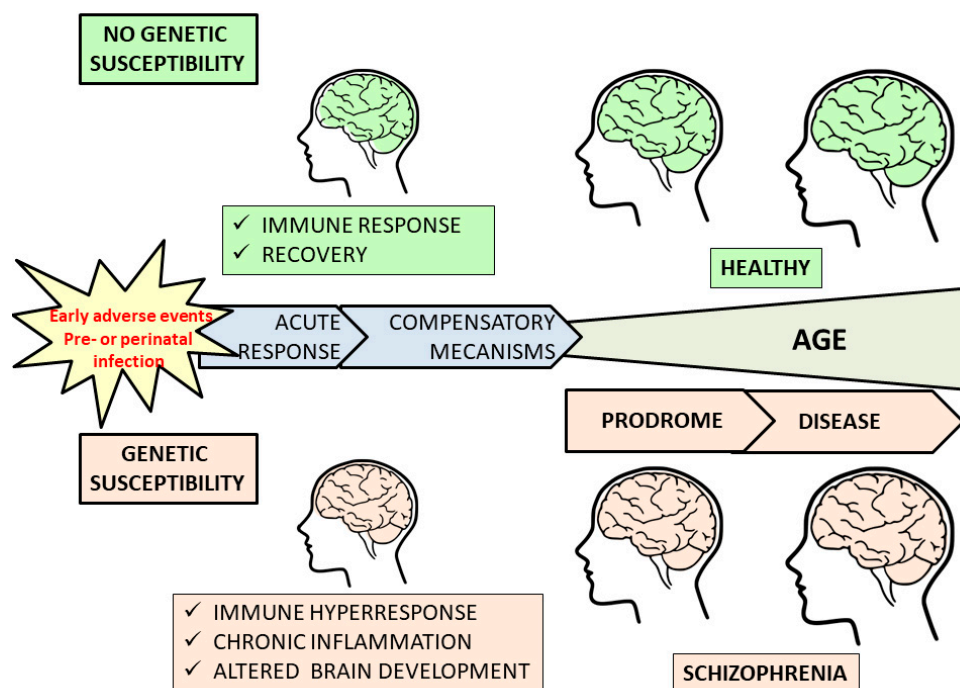 NO GENETIC
SUSCEPTIBILITY
✓ IMMUNE RESPONSE
✓ RECOVERY
HEALTHY
Early adverse events
Pre- or perinatal
infection
ACUTE
RESPONSE
COMPENSATORY
MECANISMS
AGE
PRODROME
DISEASE
GENETIC
SUSCEPTIBILITY
✓ IMMUNE HYPERRESPONSE
✓ CHRONIC INFLAMMATION
✓ ALTERED BRAIN DEVELOPMENT
SCHIZOPHRENIA